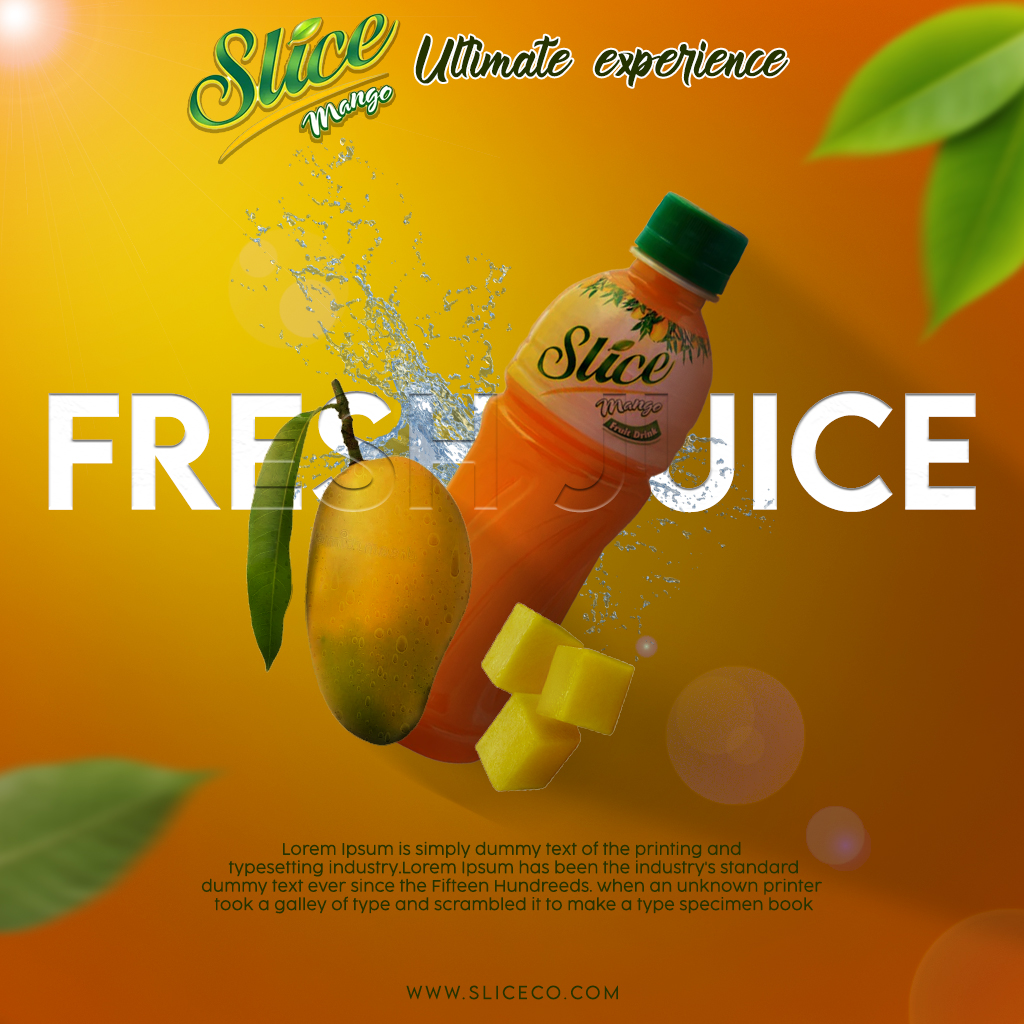 Slice
Mango
Ultimate experience
Slice
Mango
Fruit Drink
FRESH JUICE
Lorem Ipsum is simply dummy text of the printing and
typesetting industry.Lorem Ipsum has been the industry's standard
dummy text ever since the Fifteen Hundreeds. when an unknown printer
took a galley of type and scrambled it to make a type specimen book
WWW.SLICECO.COM